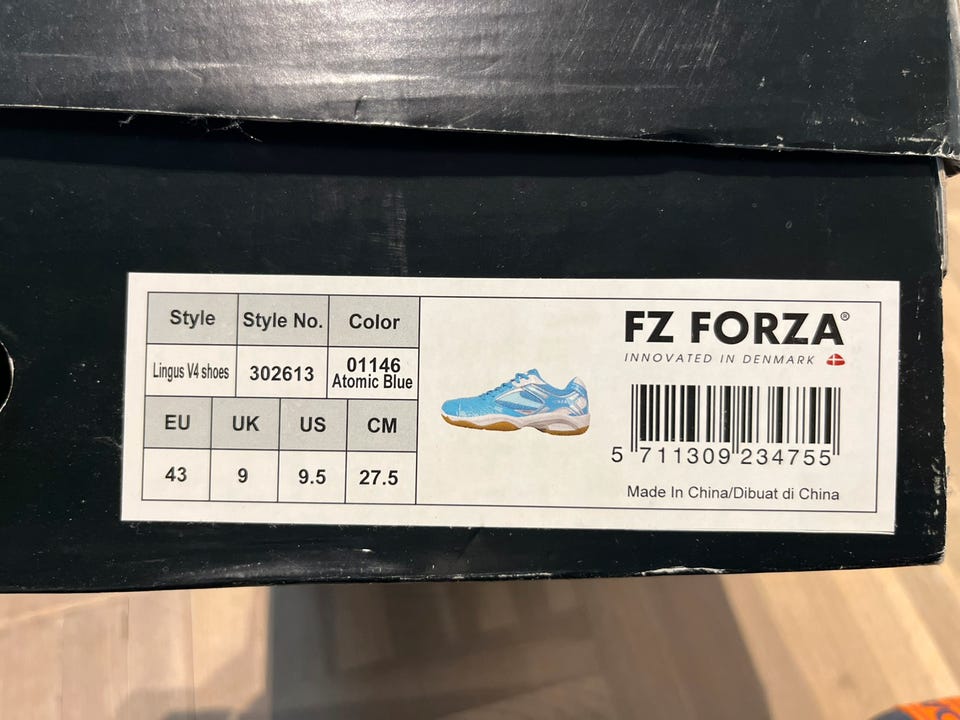 Style Style No. Color
Lingus V4 shoes 302613 01146
Atomic Blue
EU UK US CM
43 9 9.5 27.5
FZ FORZA®
INNOVATED IN DENMARK
5 711309 234755
Made In China/Dibuat di China